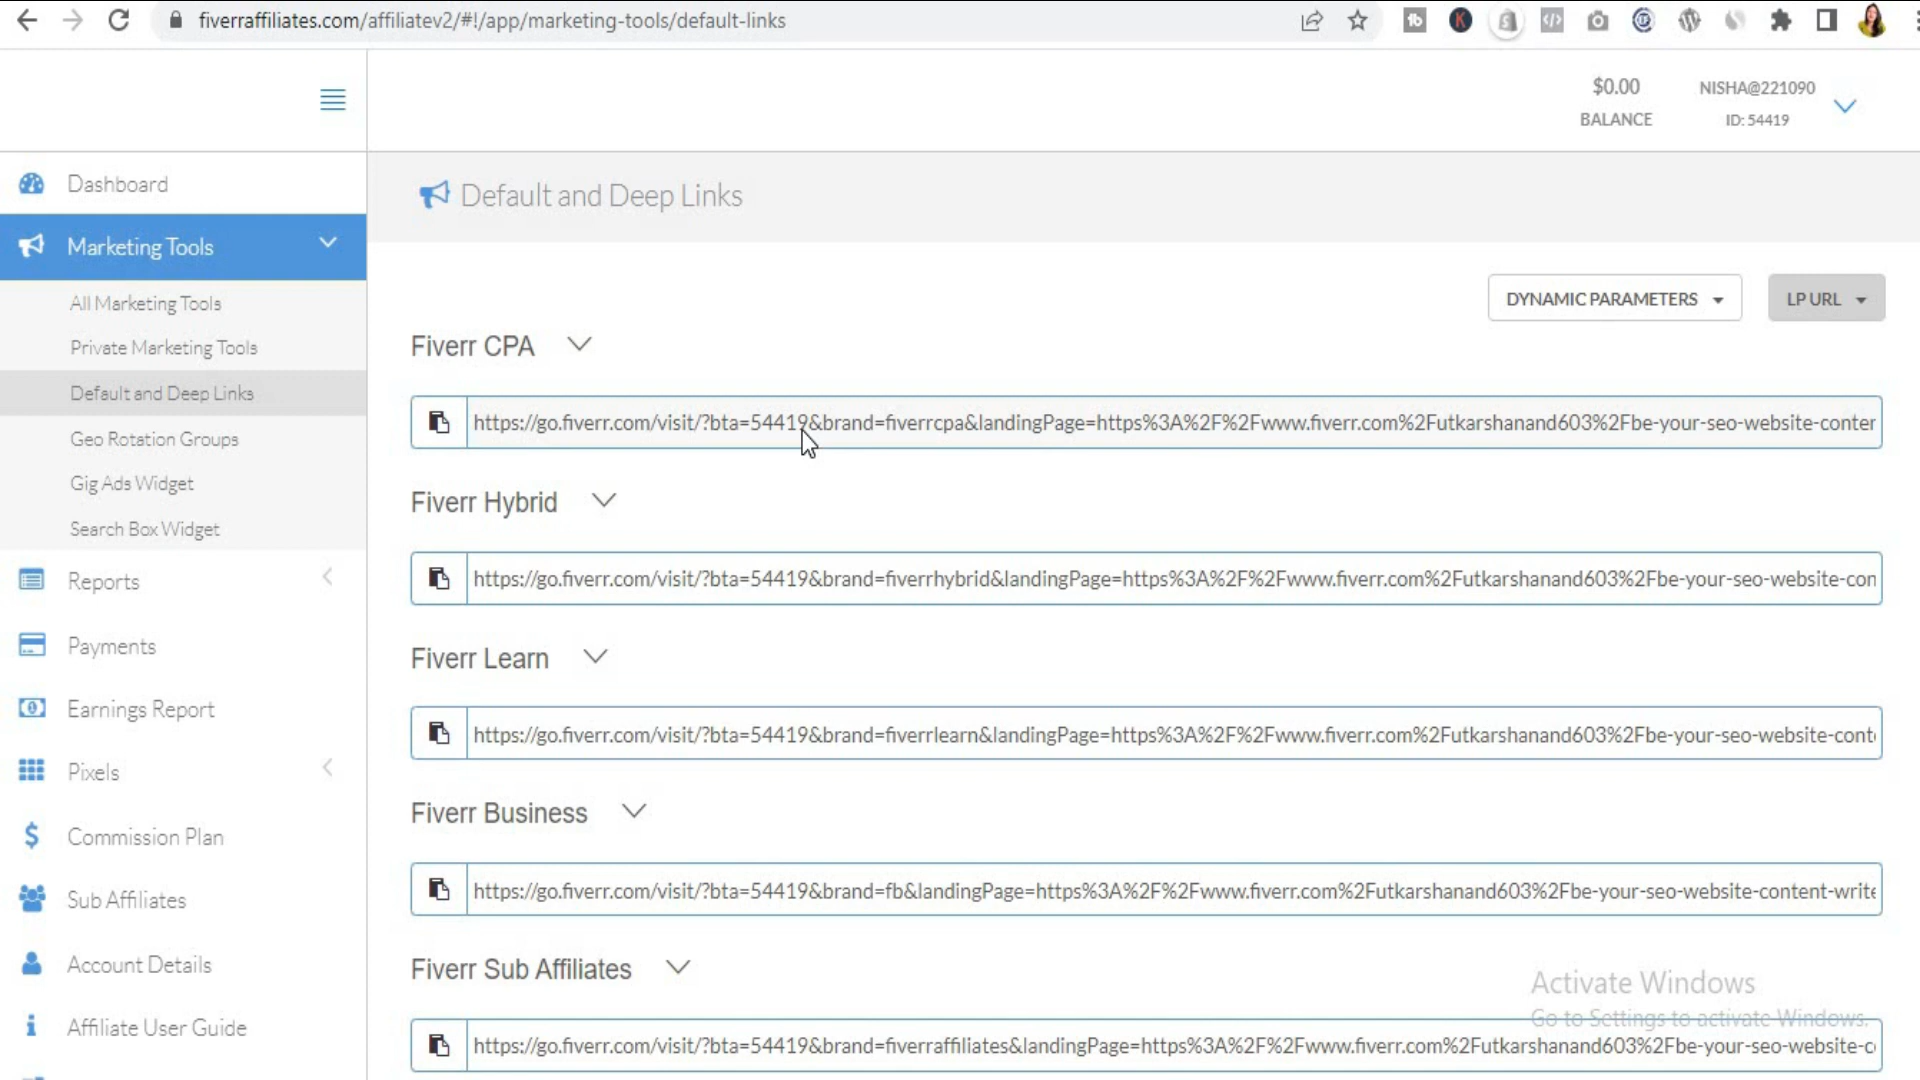 fiverraffiliates.com/affiliatev2/#!/app/marketing-tools/default-links
$0.00
BALANCE
NISHA@221090
ID: 54419
Dashboard
Marketing Tools
All Marketing Tools
Private Marketing Tools
Default and Deep Links
Geo Rotation Groups
Gig Ads Widget
Search Box Widget
Reports
Payments
Earnings Report
Pixels
Commission Plan
Sub Affiliates
Account Details
Affiliate User Guide
Default and Deep Links
DYNAMIC PARAMETERS
LP URL
Fiverr CPA
https://go.fiverr.com/visit/?bta=54419&brand=fiverrcpa&landingPage=https%3A%2F%2Fwww.fiverr.com%2Futkarshanand603%2Fbe-your-seo-website-conter
Fiverr Hybrid
https://go.fiverr.com/visit/?bta=54419&brand=fiverrhybrid&landingPage=https%3A%2F%2Fwww.fiverr.com%2Futkarshanand603%2Fbe-your-seo-website-con
Fiverr Learn
https://go.fiverr.com/visit/?bta=54419&brand=fiverrlearn&landingPage=https%3A%2F%2Fwww.fiverr.com%2Futkarshanand603%2Fbe-your-seo-website-cont
Fiverr Business
https://go.fiverr.com/visit/?bta=54419&brand=fb&landingPage=https%3A%2F%2Fwww.fiverr.com%2Futkarshanand603%2Fbe-your-seo-website-content-write
Fiverr Sub Affiliates
https://go.fiverr.com/visit/?bta=54419&brand=fiverraffiliates&landingPage=https%3A%2F%2Fwww.fiverr.com%2Futkarshanand603%2Fbe-your-seo-website-c
Activate Windows
Go to Settings to activate Windows.